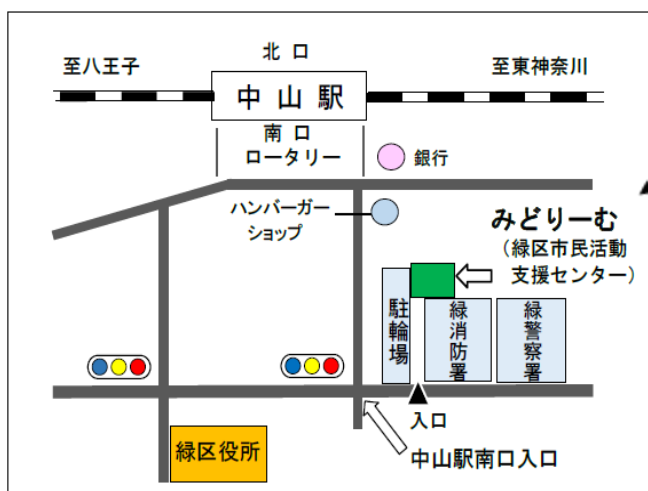 北口
至八王子
至東神奈川
中山駅
南口
ロータリー
銀行
ハンバーガー
ショップ
みどりーむ
（緑区市民活動
支援センター）
駐輪場
緑消防署
緑警察署
入口
緑区役所
中山駅南口入口